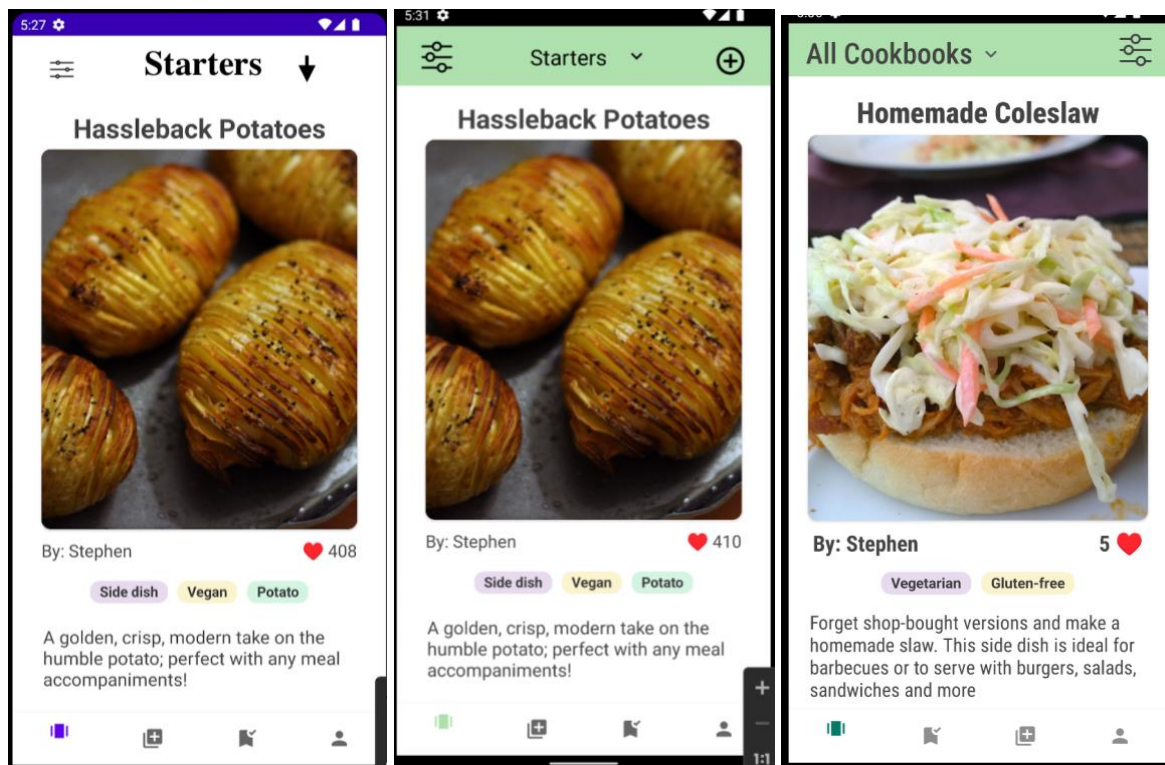 5:27
Starters
Hassleback Potatoes
By: Stephen
408
Side dish Vegan Potato
A golden, crisp, modern take on the
humble potato; perfect with any meal
accompaniments!
5:31
Starters
Hassleback Potatoes
By: Stephen
410
Side dish Vegan Potato
A golden, crisp, modern take on the
humble potato; perfect with any meal
accompaniments!
1:1
All Cookbooks
Homemade Coleslaw
By: Stephen
5
Vegetarian Gluten-free
Forget shop-bought versions and make a
homemade slaw. This side dish is ideal for
barbecues or to serve with burgers, salads,
sandwiches and more